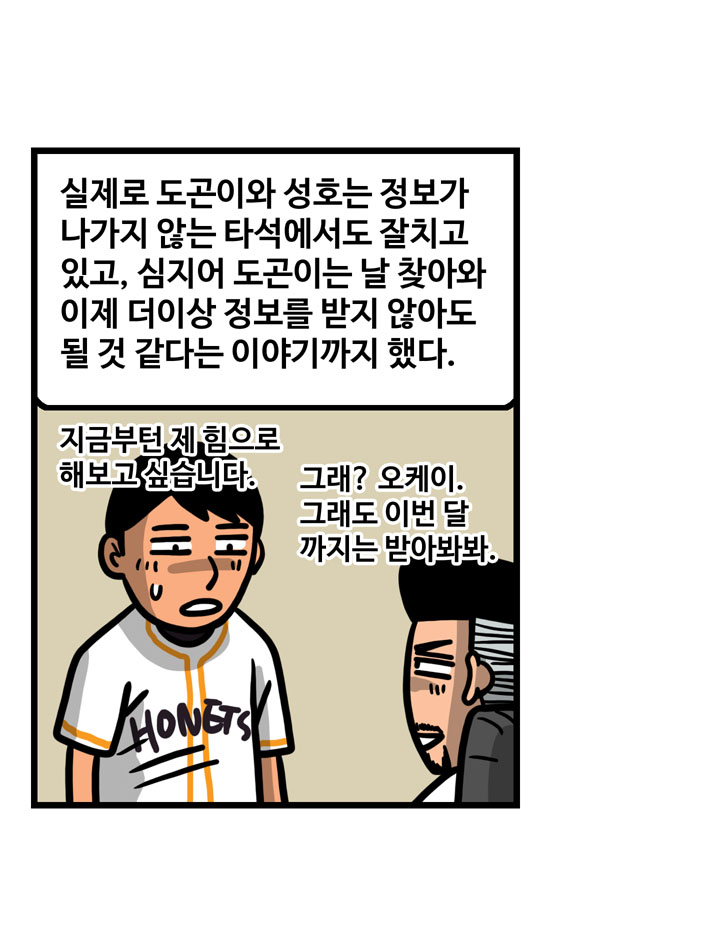 실제로 도곤이와 성호는 정보가
나가지 않는 타석에서도 잘치고
있고, 심지어 도곤이는 날 찾아와
이제 더이상 정보를 받지 않아도
될 것 같다는 이야기까지 했다.
지금부턴 제 힘으로
해보고 싶습니다.
그래? 오케이.
그래도 이번 달
까지는 받아봐봐.
HONETS